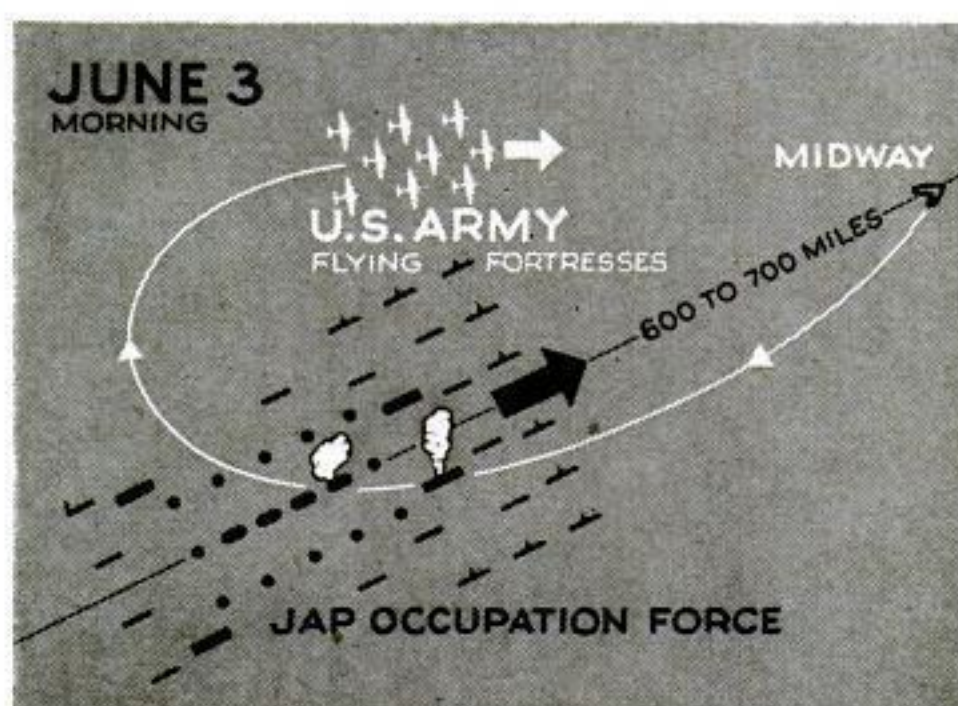 JUNE 3
MORNING
MIDWAY
U.S. ARMY
FLYING FORTRESSES
600 TO 700 MILES
JAP OCCUPATION FORCE